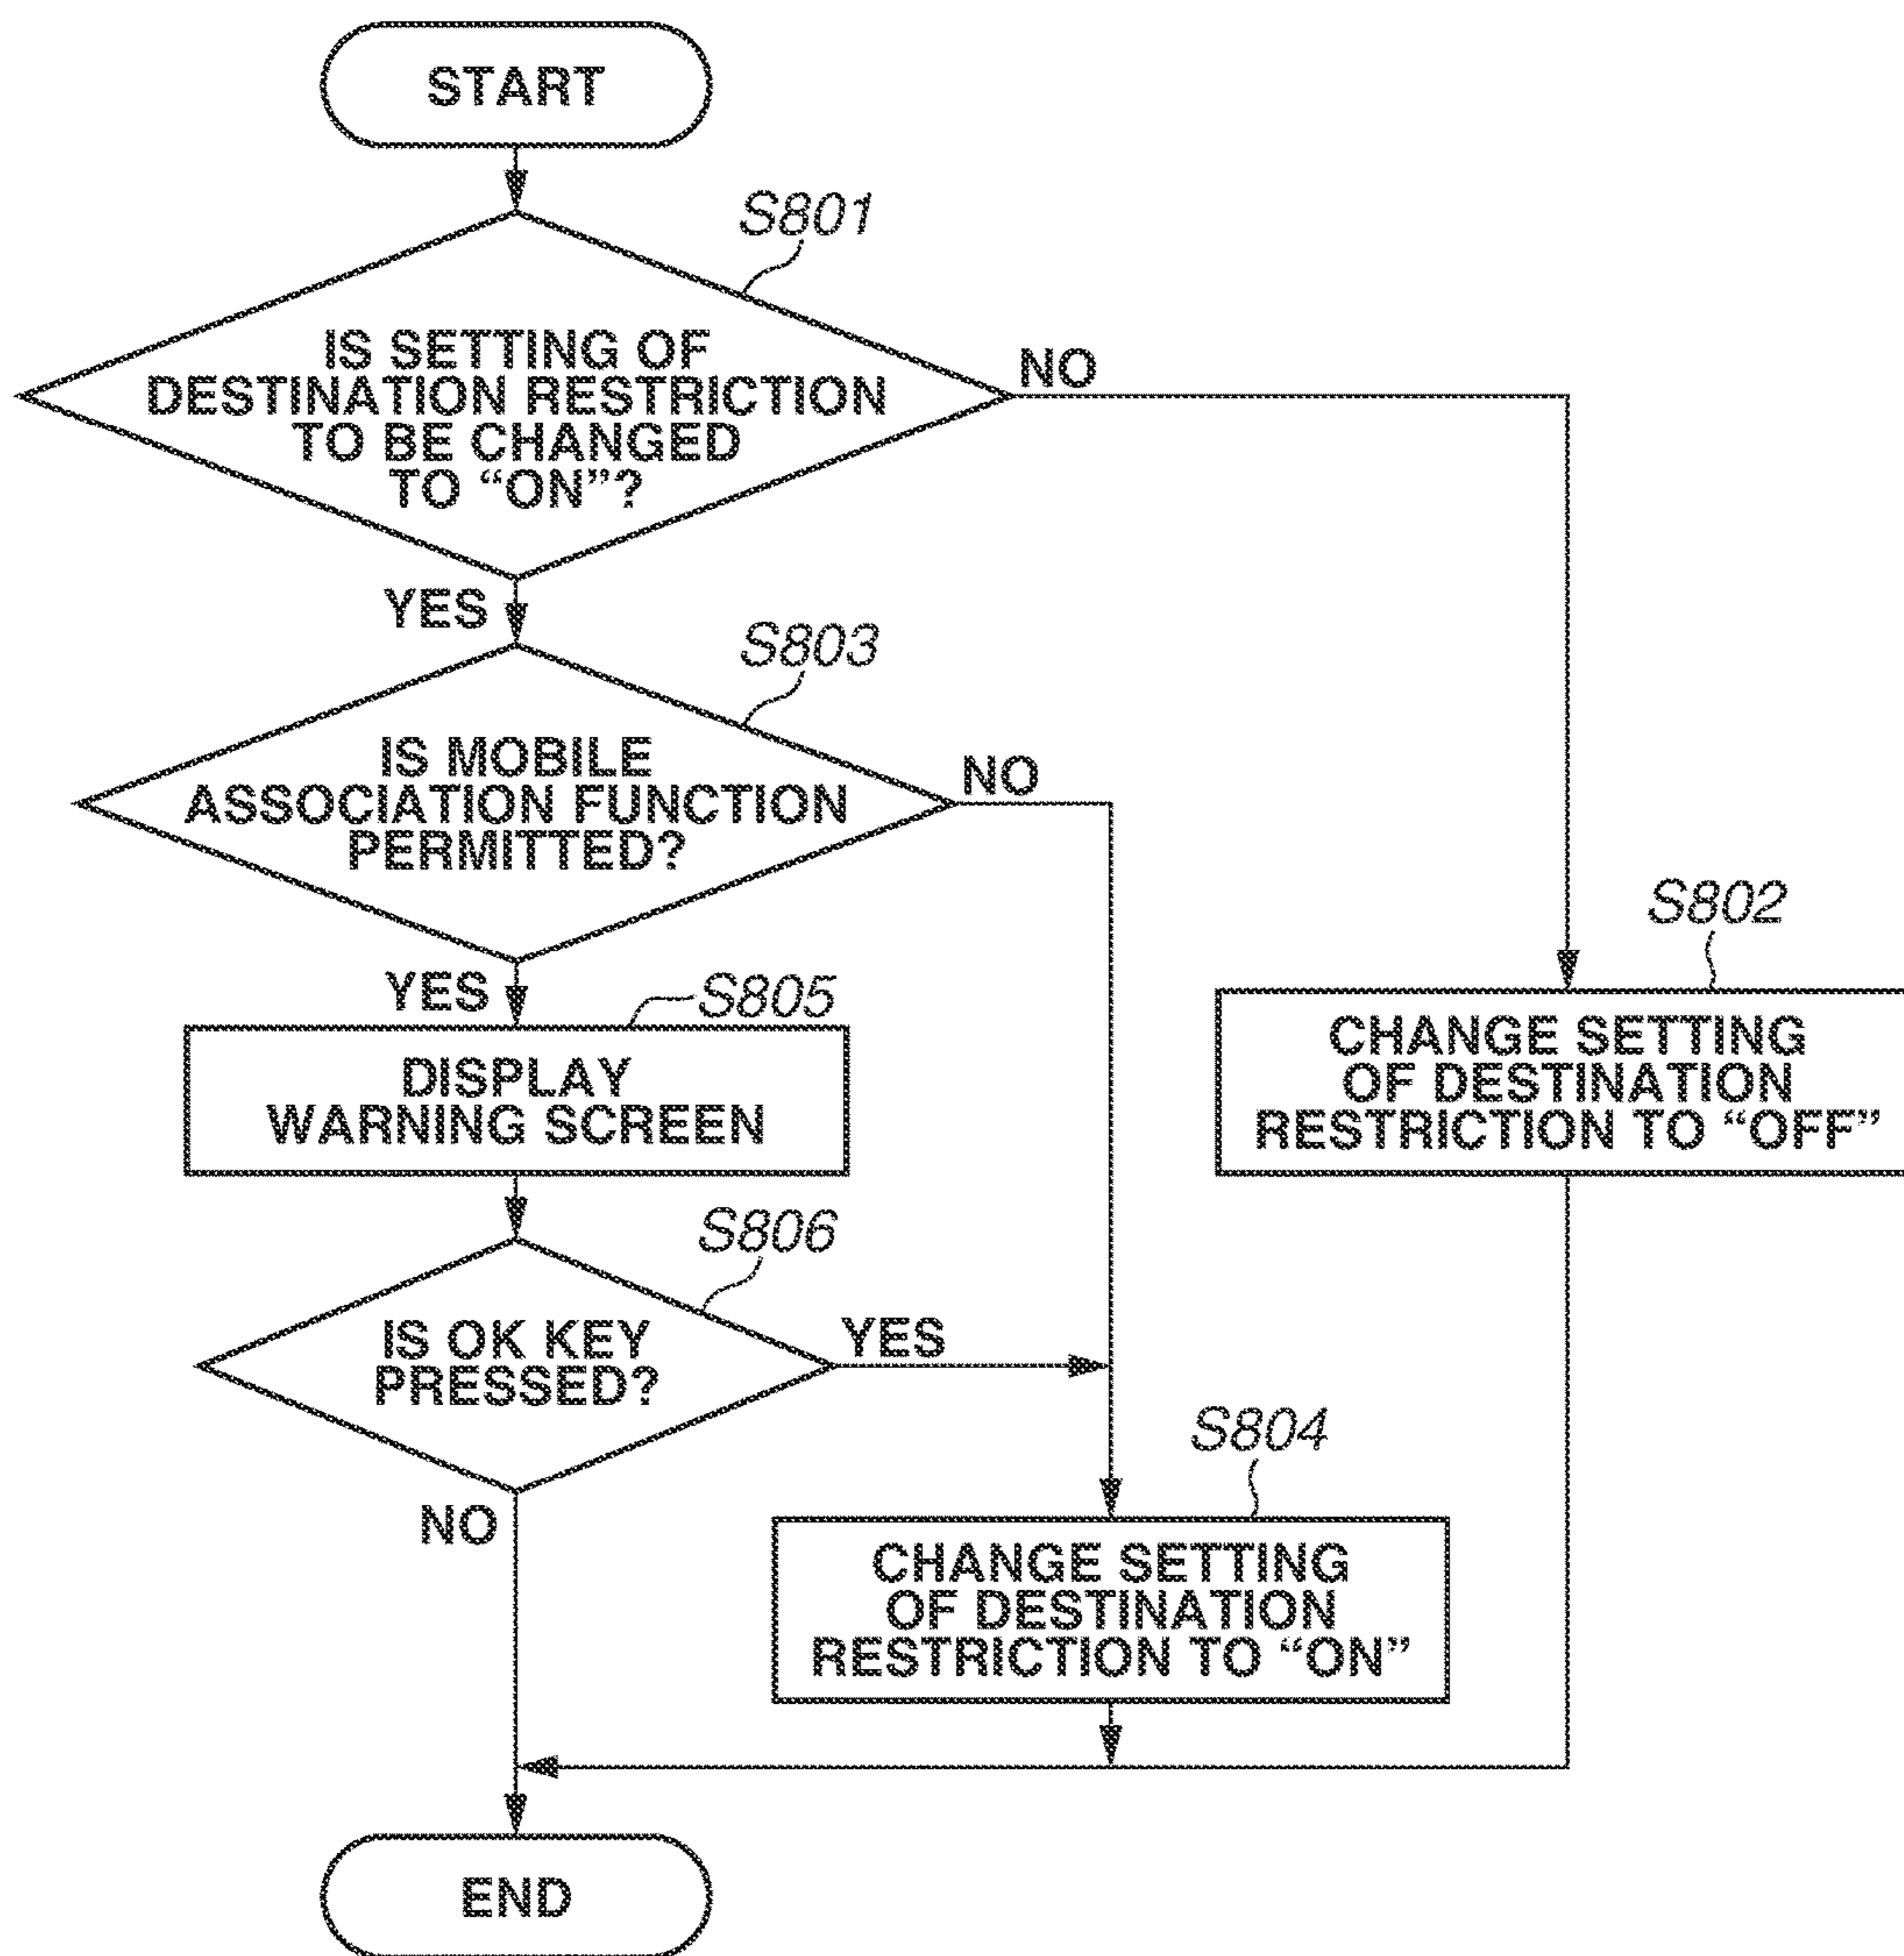 START
S801
IS SETTING OF
DESTINATION RESTRICTION
TO BE CHANGED
TO “ON”?
NO
YES
S803
IS MOBILE
ASSOCIATION FUNCTION
PERMITTED?
NO
YES
S805
DISPLAY
WARNING SCREEN
S802
CHANGE SETTING
OF DESTINATION
RESTRICTION TO “OFF”
S806
IS OK KEY
PRESSED?
YES
NO
S804
CHANGE SETTING
OF DESTINATION
RESTRICTION TO “ON”
END